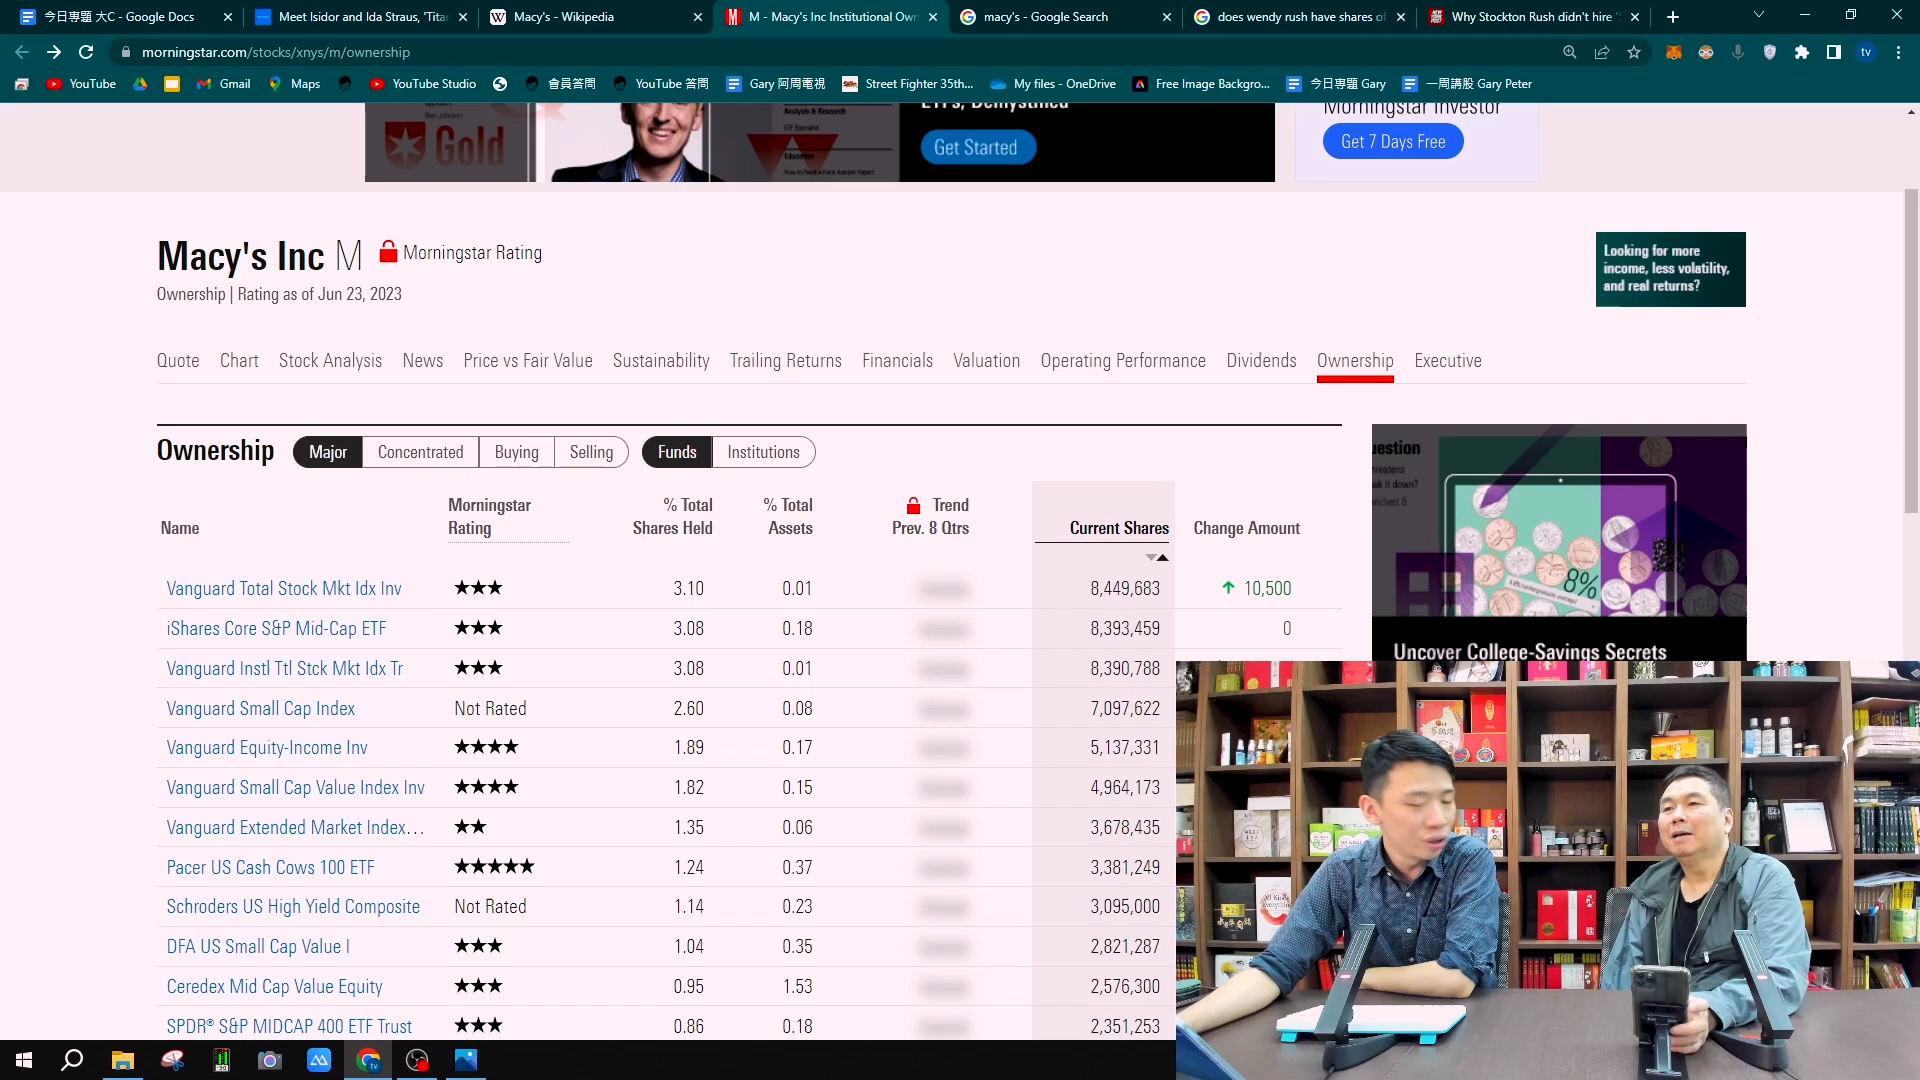 今日專題 大C - Google Docs
Meet Isidor and Ida Straus, 'Tita
Macy's - Wikipedia
M - Macy's Inc Institutional Own
macy's - Google Search
does wendy rush have shares of
Why Stockton Rush didn't hire
morningstar.com/stocks/xnys/m/ownership
tv
YouTube
Gmail
Maps
YouTube Studio
會員答問
YouTube 答問
Gary 阿周電視
Street Fighter 35th...
My files - OneDrive
Free Image Backgro...
今日專題 Gary
一周講股 Gary Peter
Gold
Analysis & Research
ETF Specialist
Education
ETFs, Demystified
Get Started
Morningstar Investor
Get 7 Days Free
Macy's Inc M
Morningstar Rating
Ownership | Rating as of Jun 23, 2023
Looking for more
income, less volatility,
and real returns?
Quote Chart Stock Analysis News Price vs Fair Value Sustainability Trailing Returns Financials Valuation Operating Performance Dividends Ownership Executive
Ownership
Major Concentrated Buying Selling
Funds Institutions
Name
Morningstar
Rating
% Total
Shares Held
% Total
Assets
Trend
Prev. 8 Qtrs
Current Shares
Change Amount
Vanguard Total Stock Mkt Idx Inv ★★★ 3.10 0.01 8,449,683 10,500
iShares Core S&P Mid-Cap ETF ★★★ 3.08 0.18 8,393,459 0
Vanguard Instl Ttl Stck Mkt Idx Tr ★★★ 3.08 0.01 8,390,788
Vanguard Small Cap Index Not Rated 2.60 0.08 7,097,622
Vanguard Equity-Income Inv ★★★★ 1.89 0.17 5,137,331
Vanguard Small Cap Value Index Inv ★★★★ 1.82 0.15 4,964,173
Vanguard Extended Market Index... ★★ 1.35 0.06 3,678,435
Pacer US Cash Cows 100 ETF ★★★★★ 1.24 0.37 3,381,249
Schroders US High Yield Composite Not Rated 1.14 0.23 3,095,000
DFA US Small Cap Value I ★★★ 1.04 0.35 2,821,287
Ceredex Mid Cap Value Equity ★★★ 0.95 1.53 2,576,300
SPDR® S&P MIDCAP 400 ETF Trust ★★★ 0.86 0.18 2,351,253
8%
Uncover College-Savings Secrets